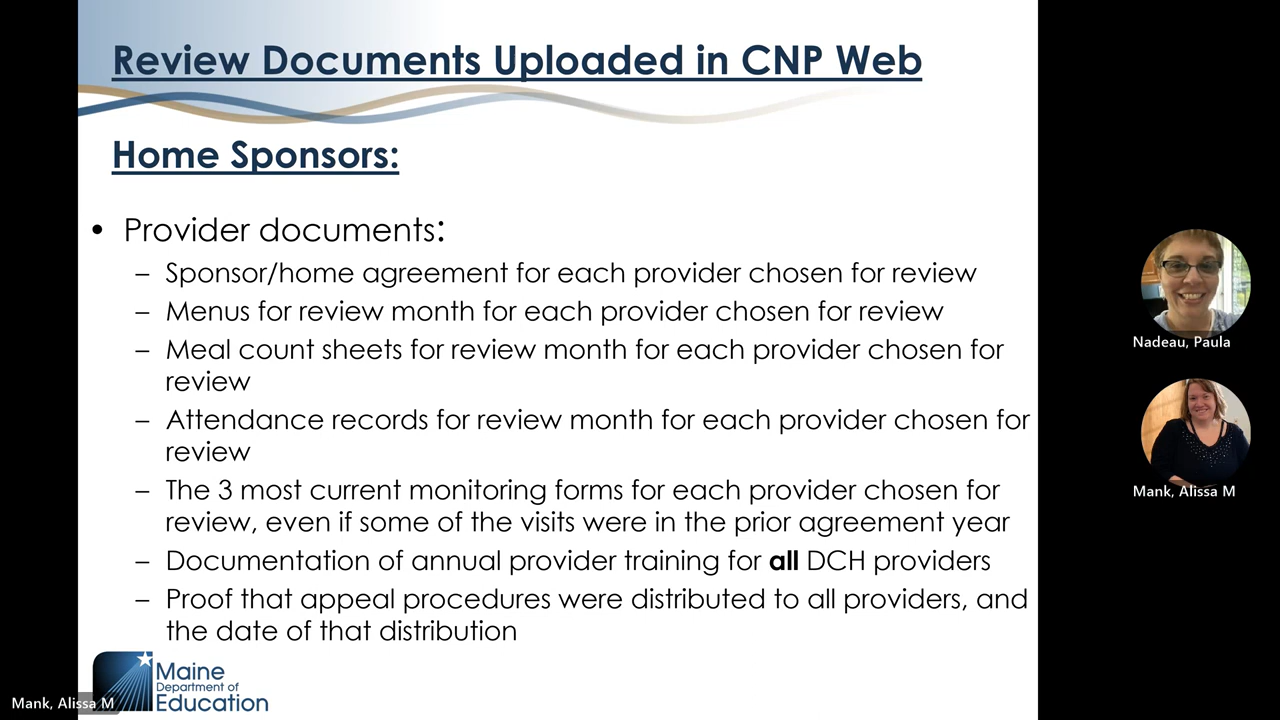 Review Documents Uploaded in CNP Web
Home Sponsors:
• Provider documents:
– Sponsor/home agreement for each provider chosen for review
– Menus for review month for each provider chosen for review
– Meal count sheets for review month for each provider chosen for
review
– Attendance records for review month for each provider chosen for
review
– The 3 most current monitoring forms for each provider chosen for
review, even if some of the visits were in the prior agreement year
– Documentation of annual provider training for all DCH providers
– Proof that appeal procedures were distributed to all providers, and
the date of that distribution
Maine
Department of
Education
Mank, Alissa M
Nadeau, Paula
Mank, Alissa M